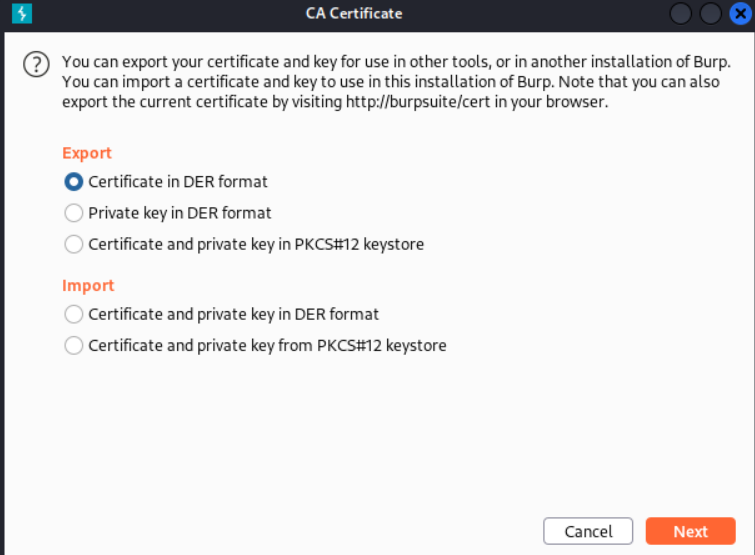 CA Certificate
You can export your certificate and key for use in other tools, or in another installation of Burp.
You can import a certificate and key to use in this installation of Burp. Note that you can also
export the current certificate by visiting http://burpsuite/cert in your browser.
Export
Certificate in DER format
Private key in DER format
Certificate and private key in PKCS#12 keystore
Import
Certificate and private key in DER format
Certificate and private key from PKCS#12 keystore
Cancel
Next